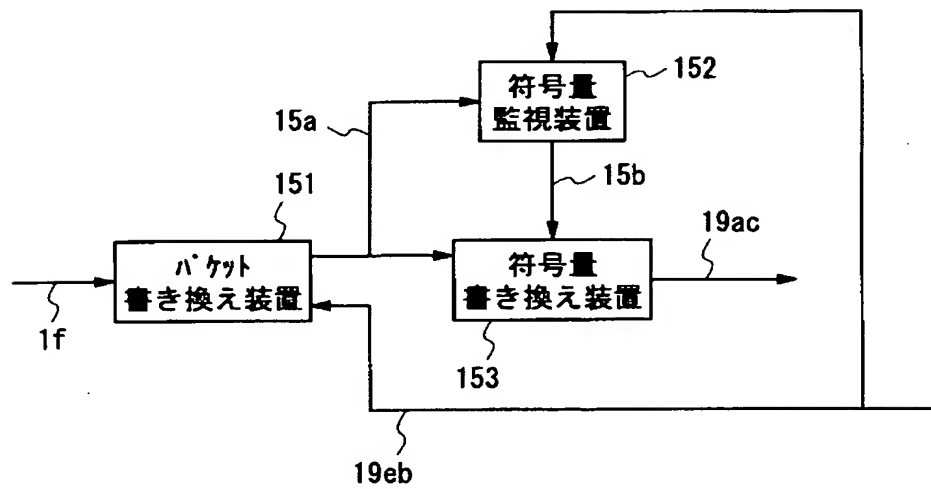 152
符号量
監視装置
15a
15b
151
19ac
パケット
書き換え装置
符号量
書き換え装置
1f
153
19eb